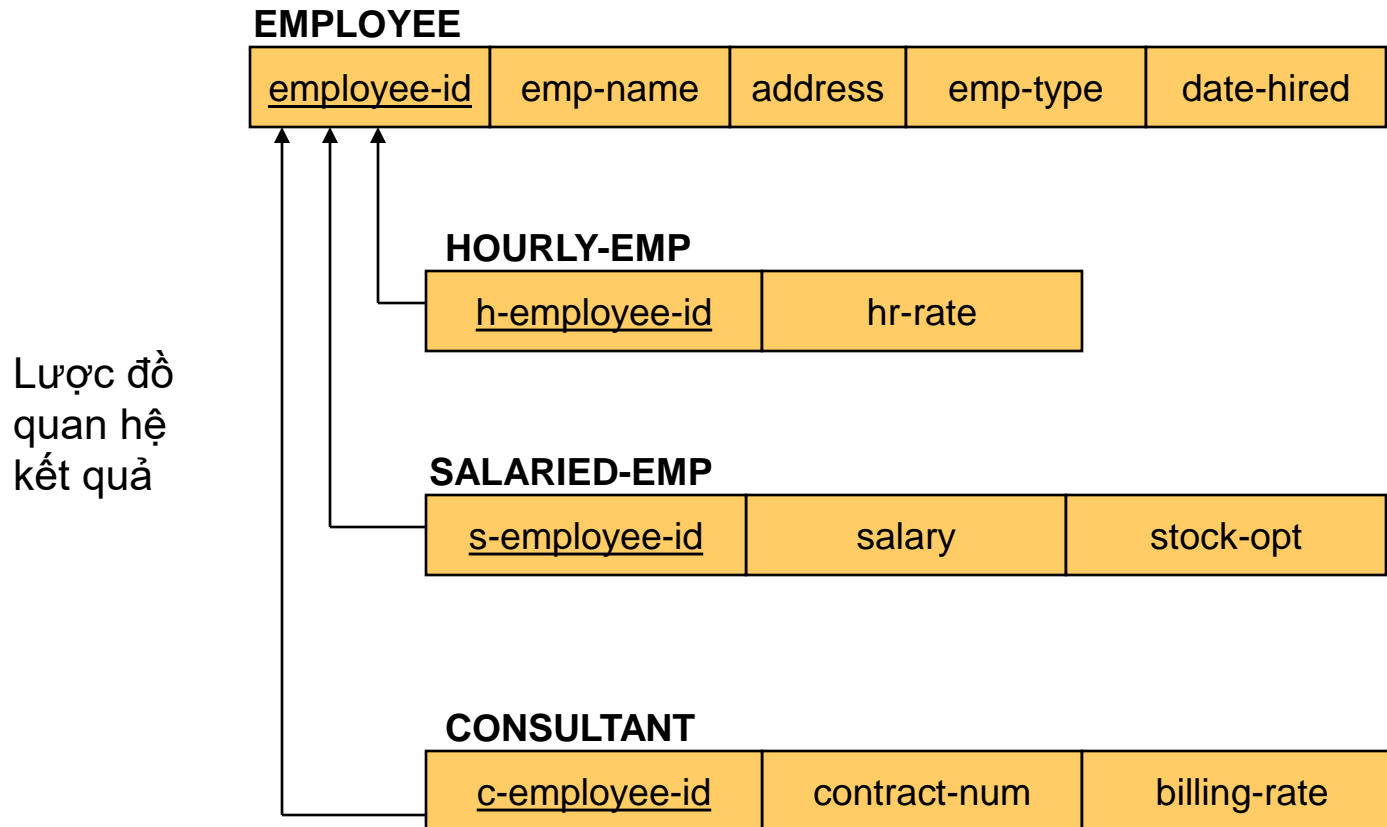 EMPLOYEE
employee-id emp-name address emp-type date-hired
HOURLY-EMP
h-employee-id hr-rate
Lược đồ
quan hệ
kết quả
SALARIED-EMP
s-employee-id salary stock-opt
CONSULTANT
c-employee-id contract-num billing-rate